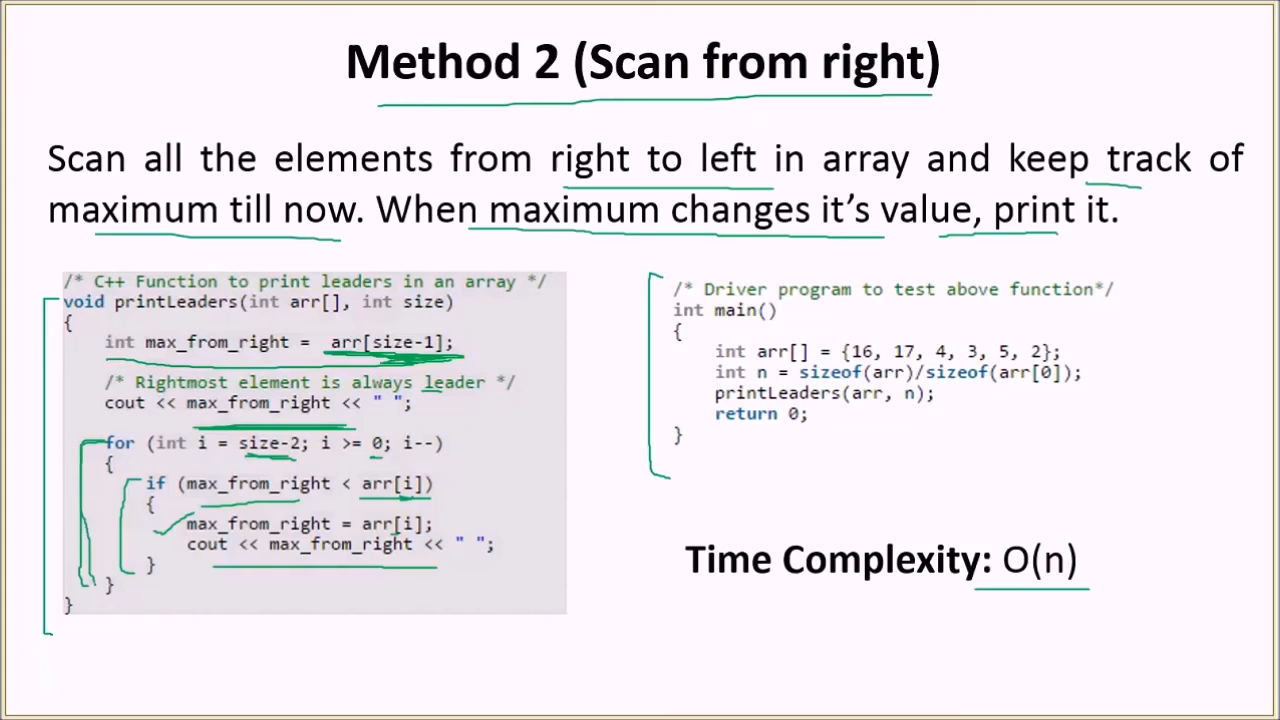 Method 2 (Scan from right)
Scan all the elements from right to left in array and keep track of
maximum till now. When maximum changes it's value, print it.
/* C++ Function to print leaders in an array */
void printLeaders(int arr[], int size)
{
int max_from_right = arr[size-1];
/* Rightmost element is always leader */
cout << max_from_right << " ";
for (int i = size-2; i >= 0; i--)
{
if (max_from_right < arr[i])
{
max_from_right = arr[i];
cout << max_from_right << " ";
}
}
}
/* Driver program to test above function*/
int main()
{
int arr[] = {16, 17, 4, 3, 5, 2};
int n = sizeof(arr)/sizeof(arr[0]);
printLeaders(arr, n);
return 0;
}
Time Complexity: O(n)